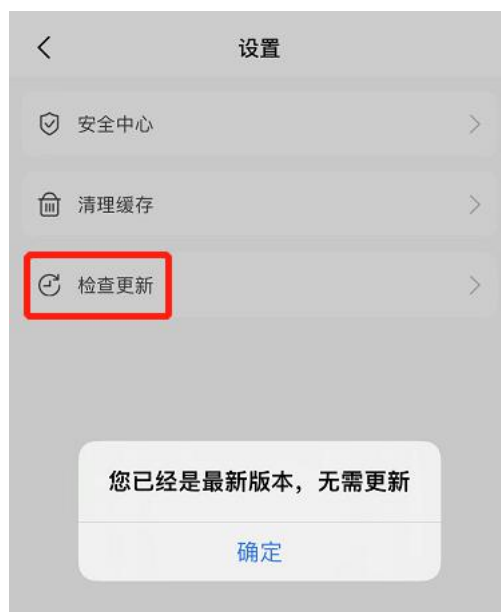 设置
安全中心
清理缓存
检查更新
您已经是最新版本，无需更新
确定